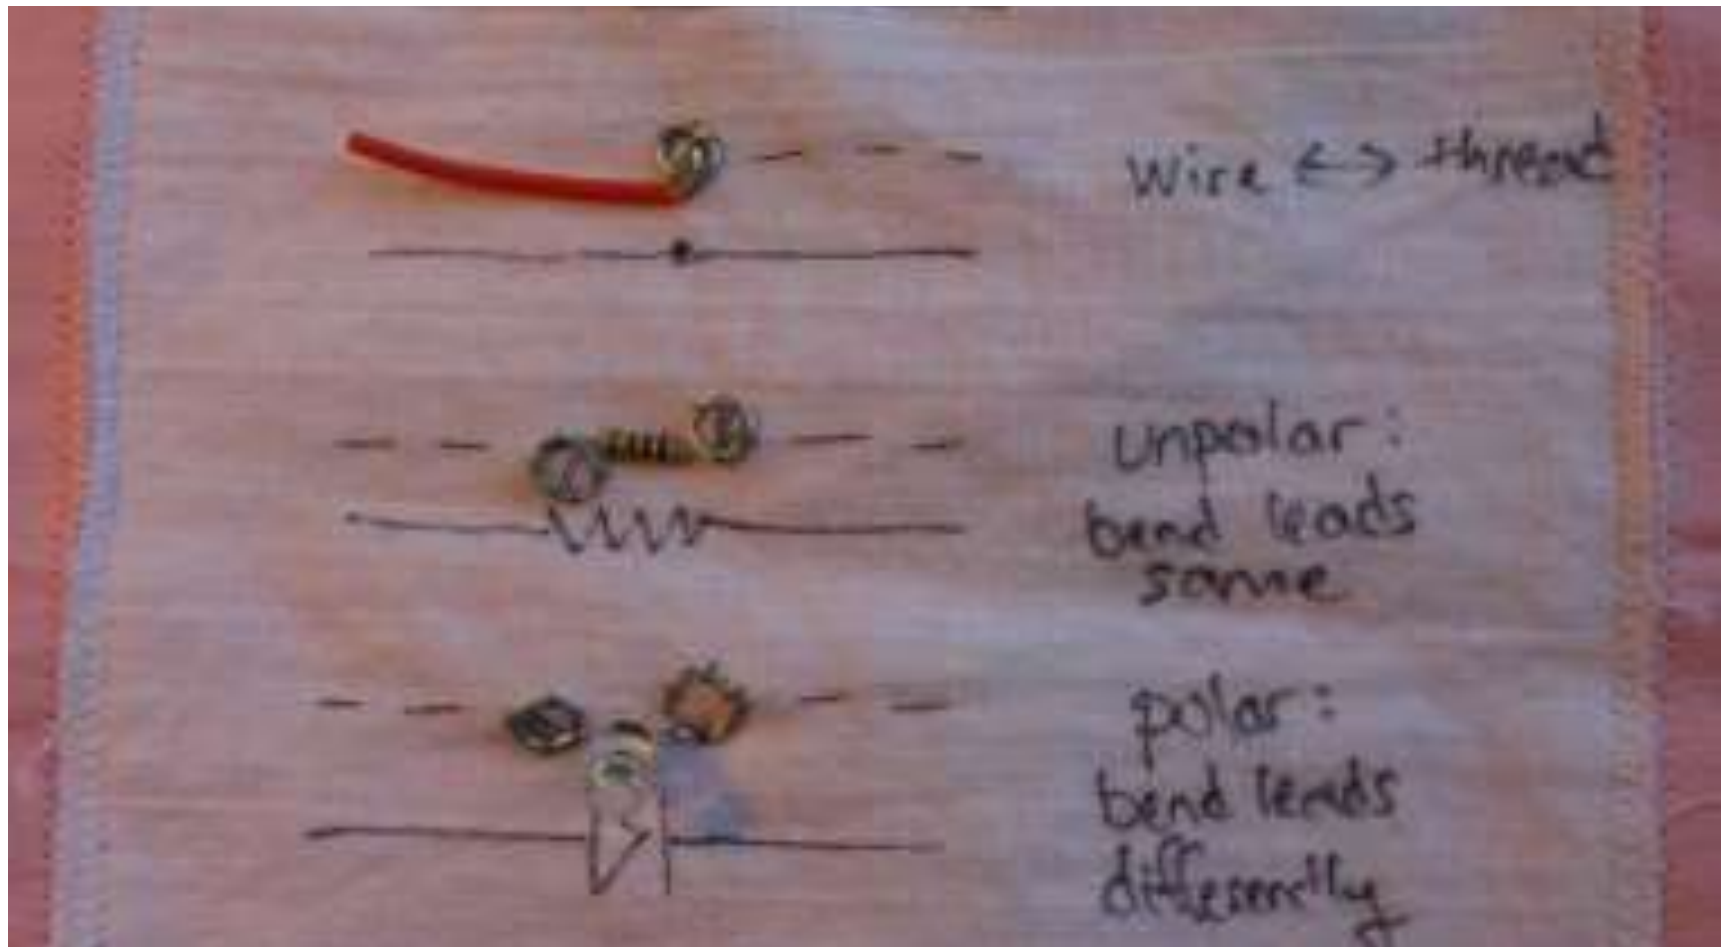 Wire <-> thread
unpolar:
bend leads
same
polar:
bend leads
differently